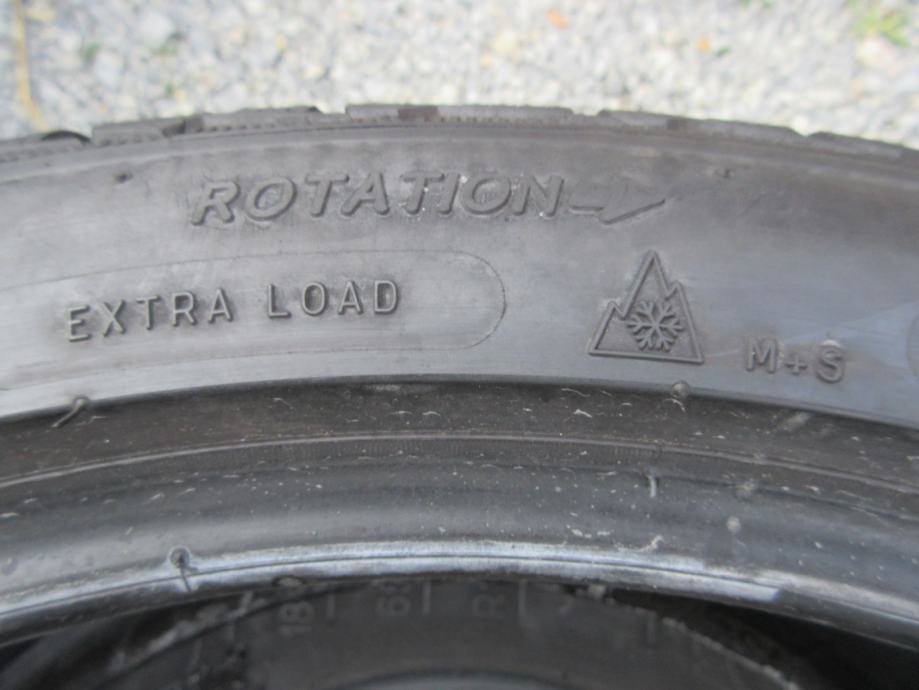 ROTATION
EXTRA LOAD
M+S